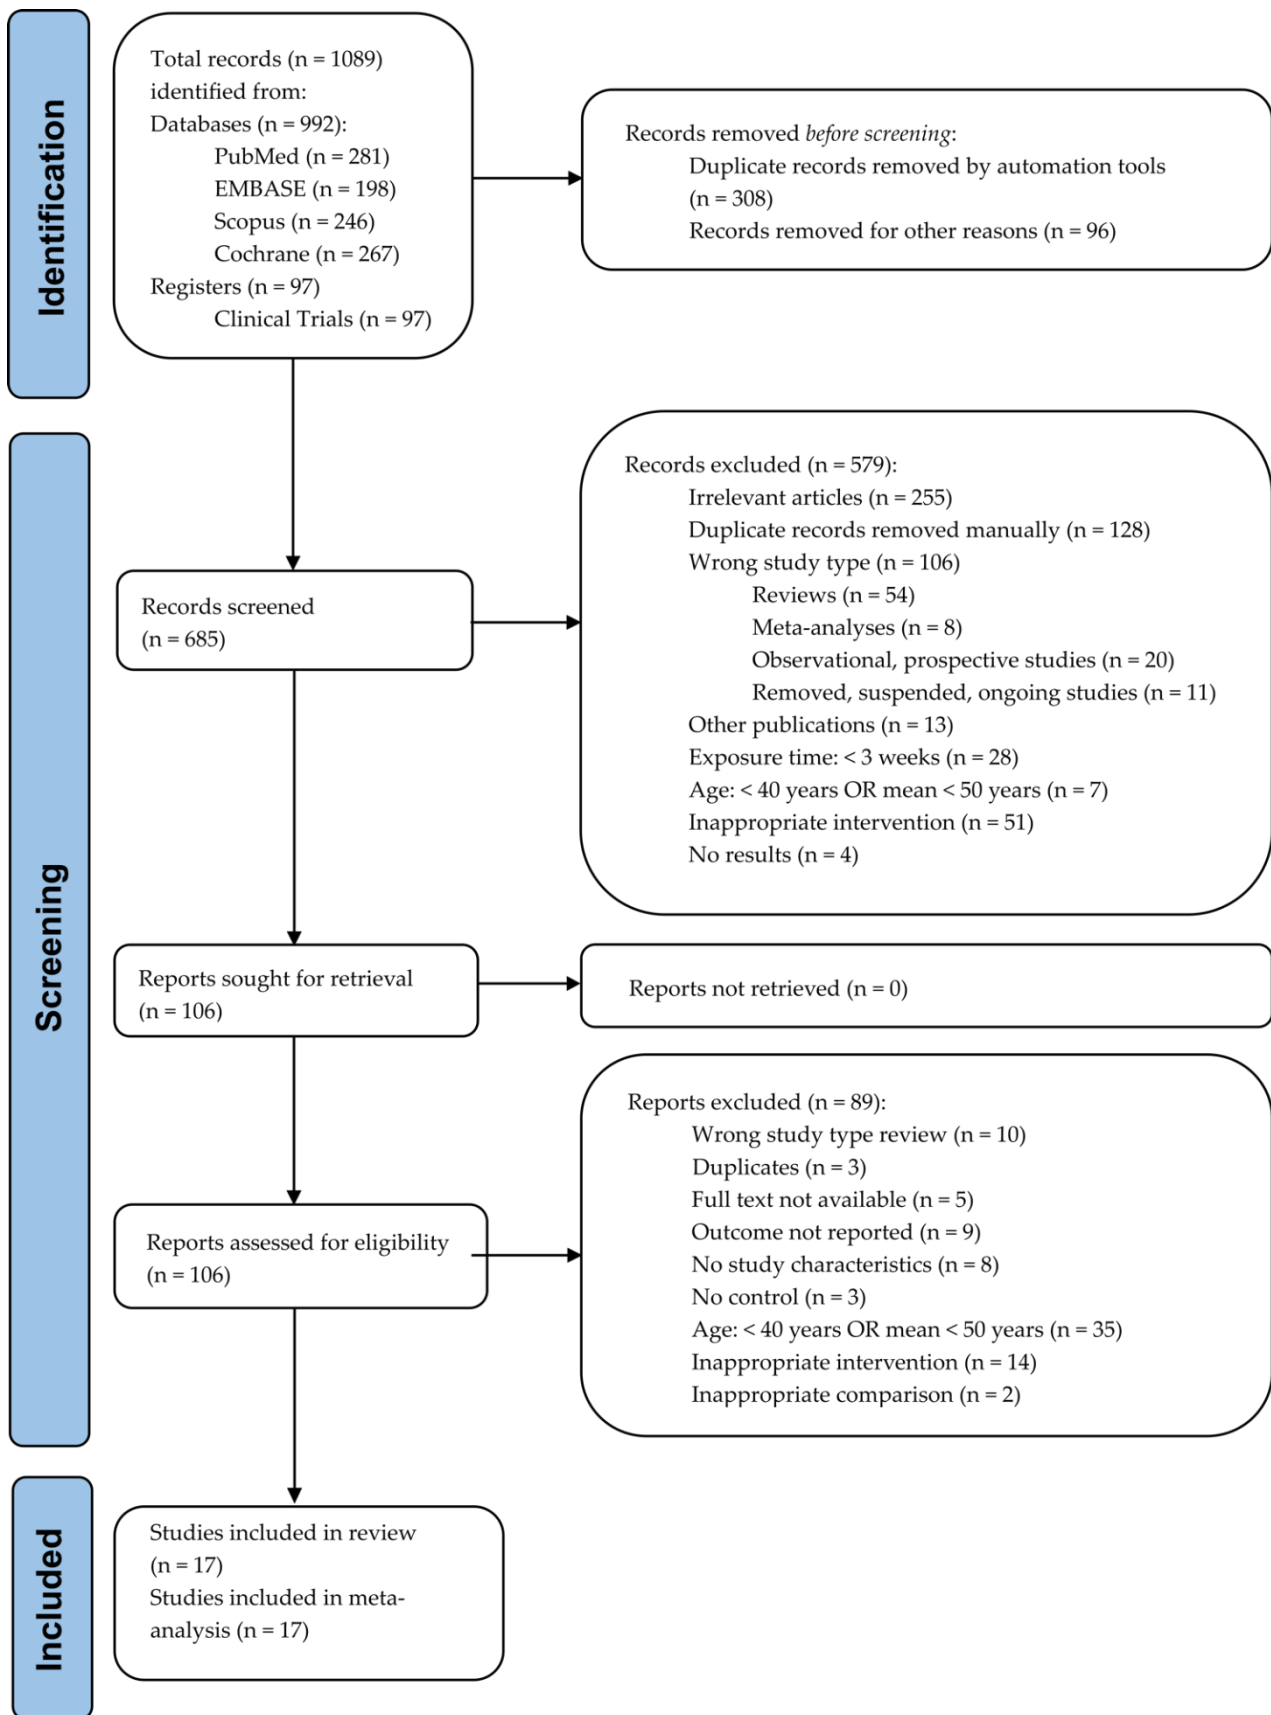 Identification
Total records (n = 1089)
identified from:
Databases (n = 992):
PubMed (n = 281)
EMBASE (n = 198)
Scopus (n = 246)
Cochrane (n = 267)
Registers (n = 97)
Clinical Trials (n = 97)
Records removed before screening:
Duplicate records removed by automation tools
(n = 308)
Records removed for other reasons (n = 96)
Screening
Records screened
(n = 685)
Records excluded (n = 579):
Irrelevant articles (n = 255)
Duplicate records removed manually (n = 128)
Wrong study type (n = 106)
Reviews (n = 54)
Meta-analyses (n = 8)
Observational, prospective studies (n = 20)
Removed, suspended, ongoing studies (n = 11)
Other publications (n = 13)
Exposure time: < 3 weeks (n = 28)
Age: < 40 years OR mean < 50 years (n = 7)
Inappropriate intervention (n = 51)
No results (n = 4)
Reports sought for retrieval
(n = 106)
Reports not retrieved (n = 0)
Reports assessed for eligibility
(n = 106)
Reports excluded (n = 89):
Wrong study type review (n = 10)
Duplicates (n = 3)
Full text not available (n = 5)
Outcome not reported (n = 9)
No study characteristics (n = 8)
No control (n = 3)
Age: < 40 years OR mean < 50 years (n = 35)
Inappropriate intervention (n = 14)
Inappropriate comparison (n = 2)
Included
Studies included in review
(n = 17)
Studies included in meta-
analysis (n = 17)